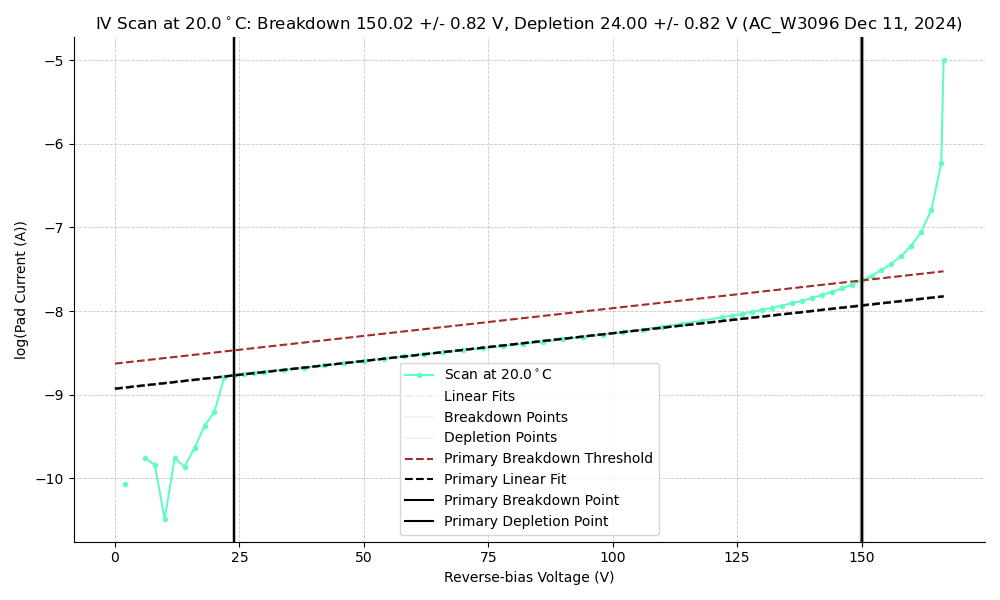 IV Scan at 20.0°C: Breakdown 150.02 +/- 0.82 V, Depletion 24.00 +/- 0.82 V (AC_W3096 Dec 11, 2024)
log(Pad Current (A))
−5
−6
−7
−8
−9
−10
Scan at 20.0°C
Linear Fits
Breakdown Points
Depletion Points
Primary Breakdown Threshold
Primary Linear Fit
Primary Breakdown Point
Primary Depletion Point
0 25 50 75 100 125 150
Reverse-bias Voltage (V)